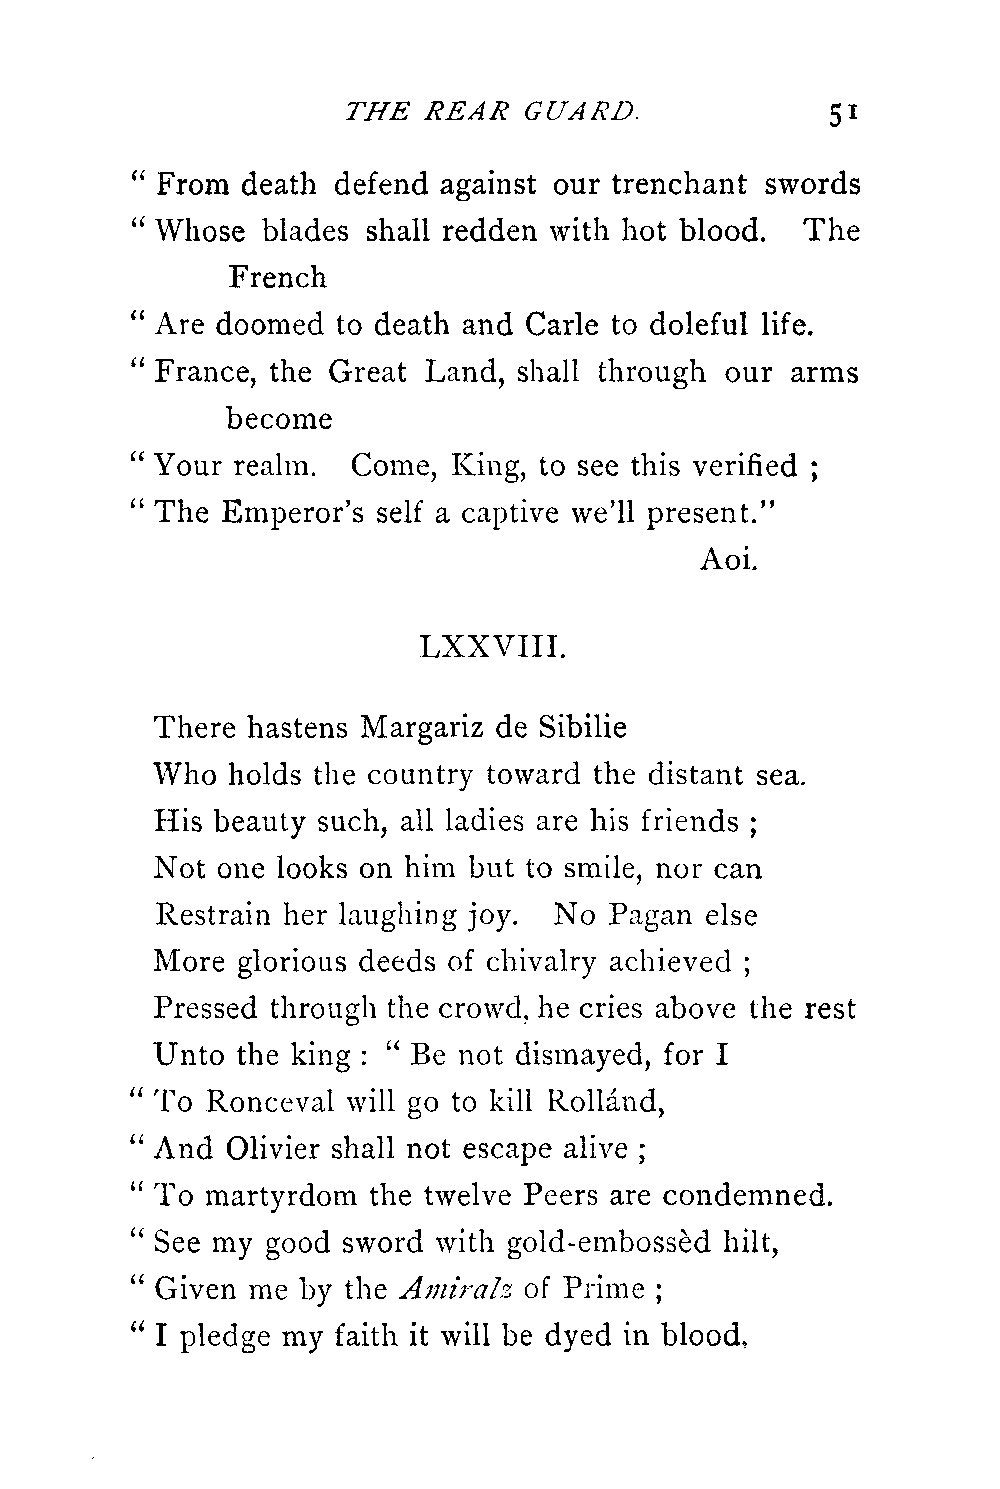 THE REAR GUARD. 51
“ From death defend against our trenchant swords
“ Whose blades shall redden with hot blood. The
French
“ Are doomed to death and Carle to doleful life.
“ France, the Great Land, shall through our arms
become
“ Your realm. Come, King, to see this verified ;
“ The Emperor's self a captive we'll present.”
Aoi.
LXXVIII.
There hastens Margariz de Sibilie
Who holds the country toward the distant sea.
His beauty such, all ladies are his friends ;
Not one looks on him but to smile, nor can
Restrain her laughing joy. No Pagan else
More glorious deeds of chivalry achieved ;
Pressed through the crowd, he cries above the rest
Unto the king : “ Be not dismayed, for I
“ To Ronceval will go to kill Rollánd,
“ And Olivier shall not escape alive ;
“ To martyrdom the twelve Peers are condemned.
“ See my good sword with gold-embossèd hilt,
“ Given me by the Amiralz of Prime ;
“ I pledge my faith it will be dyed in blood,